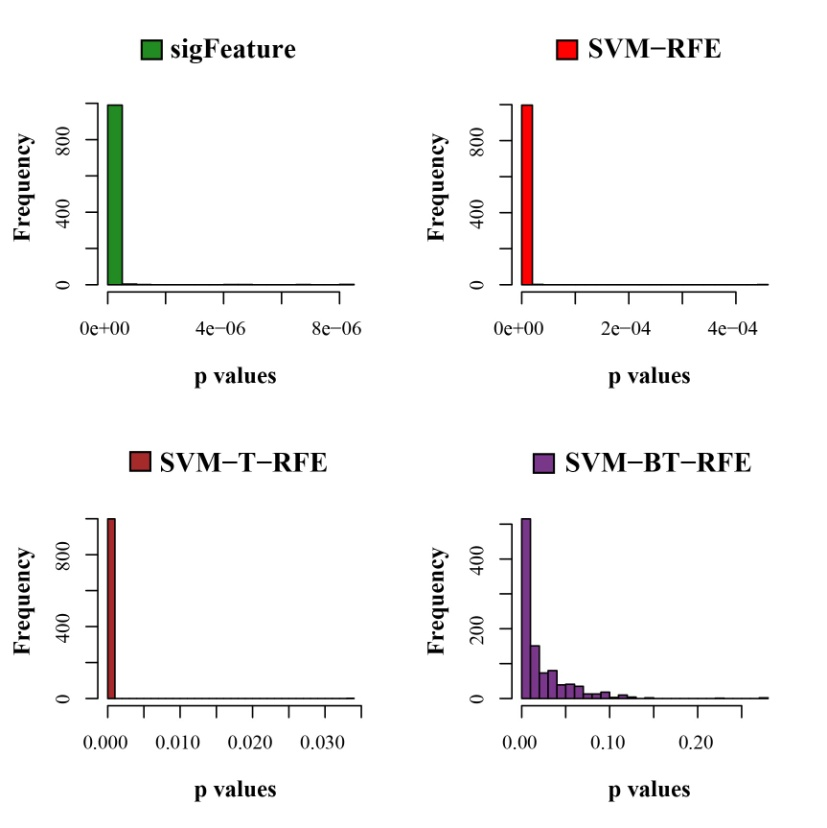 sigFeature
Frequency
0 400 800
0e+00 4e−06 8e−06
p values
SVM−RFE
Frequency
0 400 800
0e+00 2e−04 4e−04
p values
SVM−T−RFE
Frequency
0 400 800
0.000 0.010 0.020 0.030
p values
SVM−BT−RFE
Frequency
0 200 400
0.00 0.10 0.20
p values